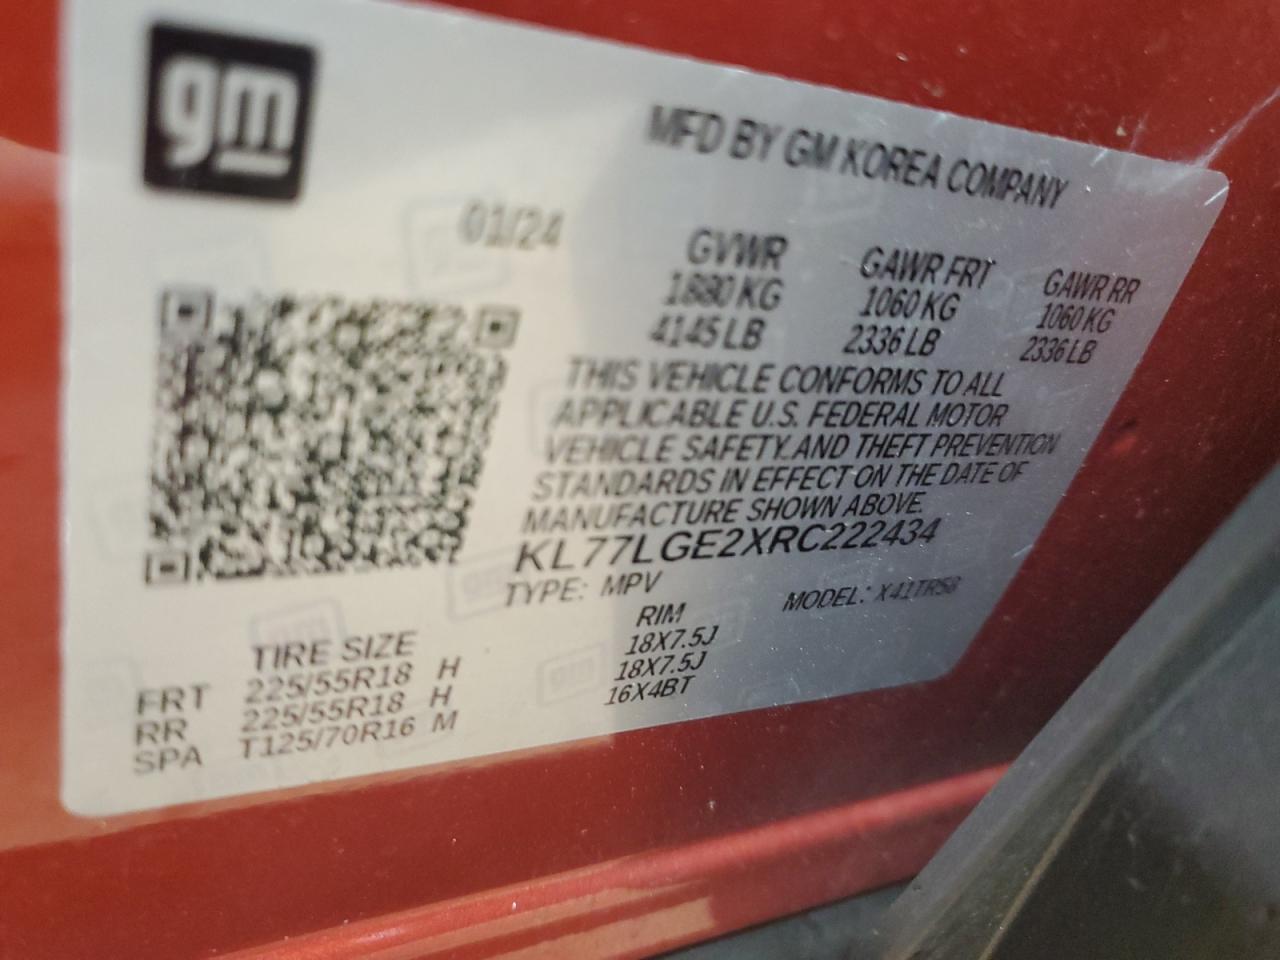 gm
MFD BY GM KOREA COMPANY
01/24
GVWR GAWR FRT GAWR RR
1880 KG 1060 KG 1060 KG
4145 LB 2336 LB 2336 LB
THIS VEHICLE CONFORMS TO ALL
APPLICABLE U.S. FEDERAL MOTOR
VEHICLE SAFETY AND THEFT PREVENTION
STANDARDS IN EFFECT ON THE DATE OF
MANUFACTURE SHOWN ABOVE.
KL77LGE2XRC222434
TYPE: MPV MODEL: X41TR58
TIRE SIZE RIM
FRT 225/55R18 H 18X7.5J
RR 225/55R18 H 18X7.5J
SPA T125/70R16 M 16X4BT